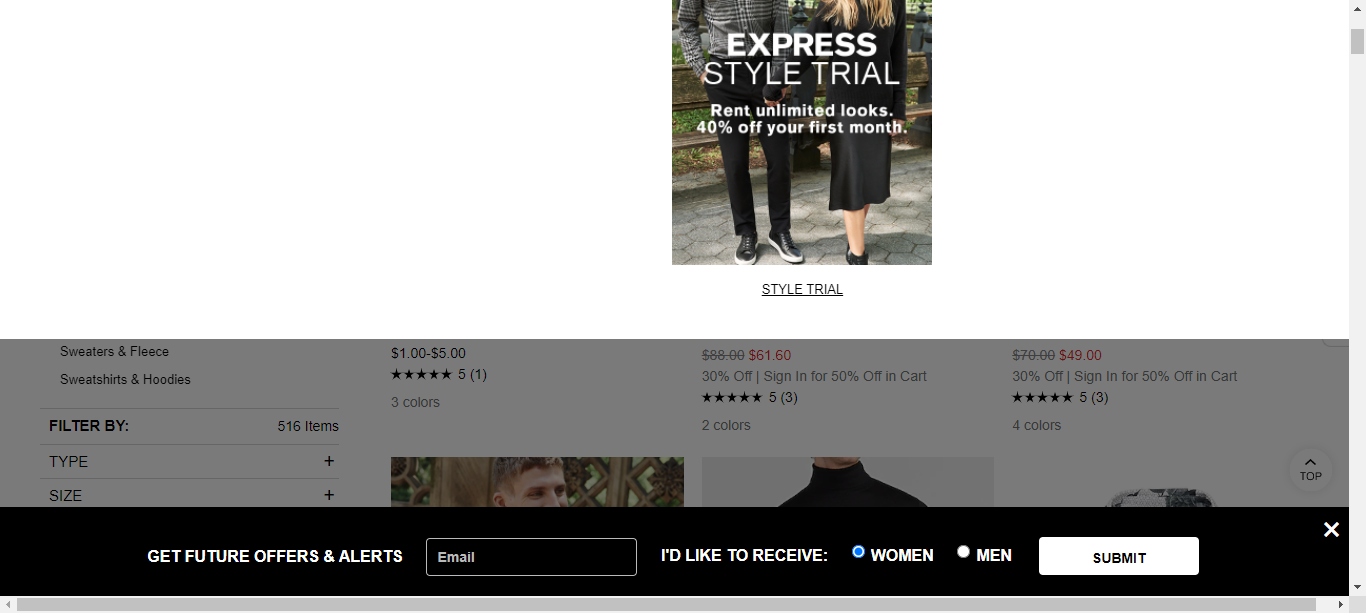 EXPRESS
STYLE TRIAL
Rent unlimited looks.
40% off your first month.
STYLE TRIAL
Sweaters & Fleece
Sweatshirts & Hoodies
FILTER BY:
516 Items
TYPE +
SIZE +
$1.00-$5.00
★★★★★ 5 (1)
3 colors
$88.00 $61.60
30% Off | Sign In for 50% Off in Cart
★★★★★ 5 (3)
2 colors
$70.00 $49.00
30% Off | Sign In for 50% Off in Cart
★★★★★ 5 (3)
4 colors
TOP
GET FUTURE OFFERS & ALERTS
Email
I'D LIKE TO RECEIVE:
WOMEN
MEN
SUBMIT